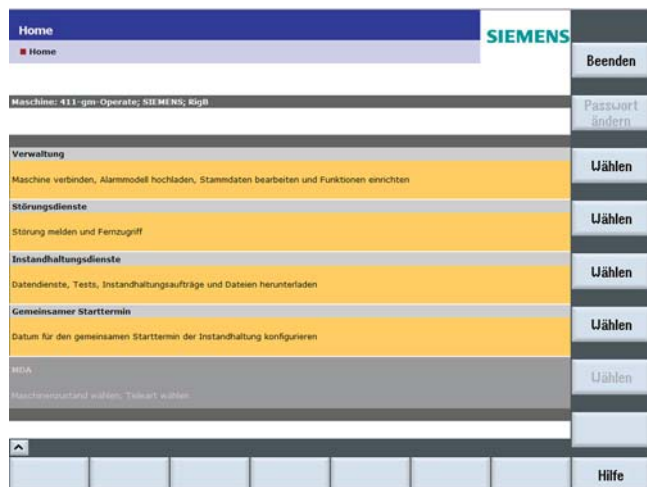 Home
SIEMENS
Home
Beenden
Maschine: 411-gm-Operate; SIEMENS; RigB
Passwort
ändern
Verwaltung
Maschine verbinden, Alarmmodell hochladen, Stammdaten bearbeiten und Funktionen einrichten
Wählen
Störungsdienste
Störung melden und Fernzugriff
Wählen
Instandhaltungsdienste
Datendienste, Tests, Instandhaltungsaufträge und Dateien herunterladen
Wählen
Gemeinsamer Starttermin
Datum für den gemeinsamen Starttermin der Instandhaltung konfigurieren
Wählen
MDA
Maschinenzustand wählen, Teileart wählen
Wählen
Hilfe